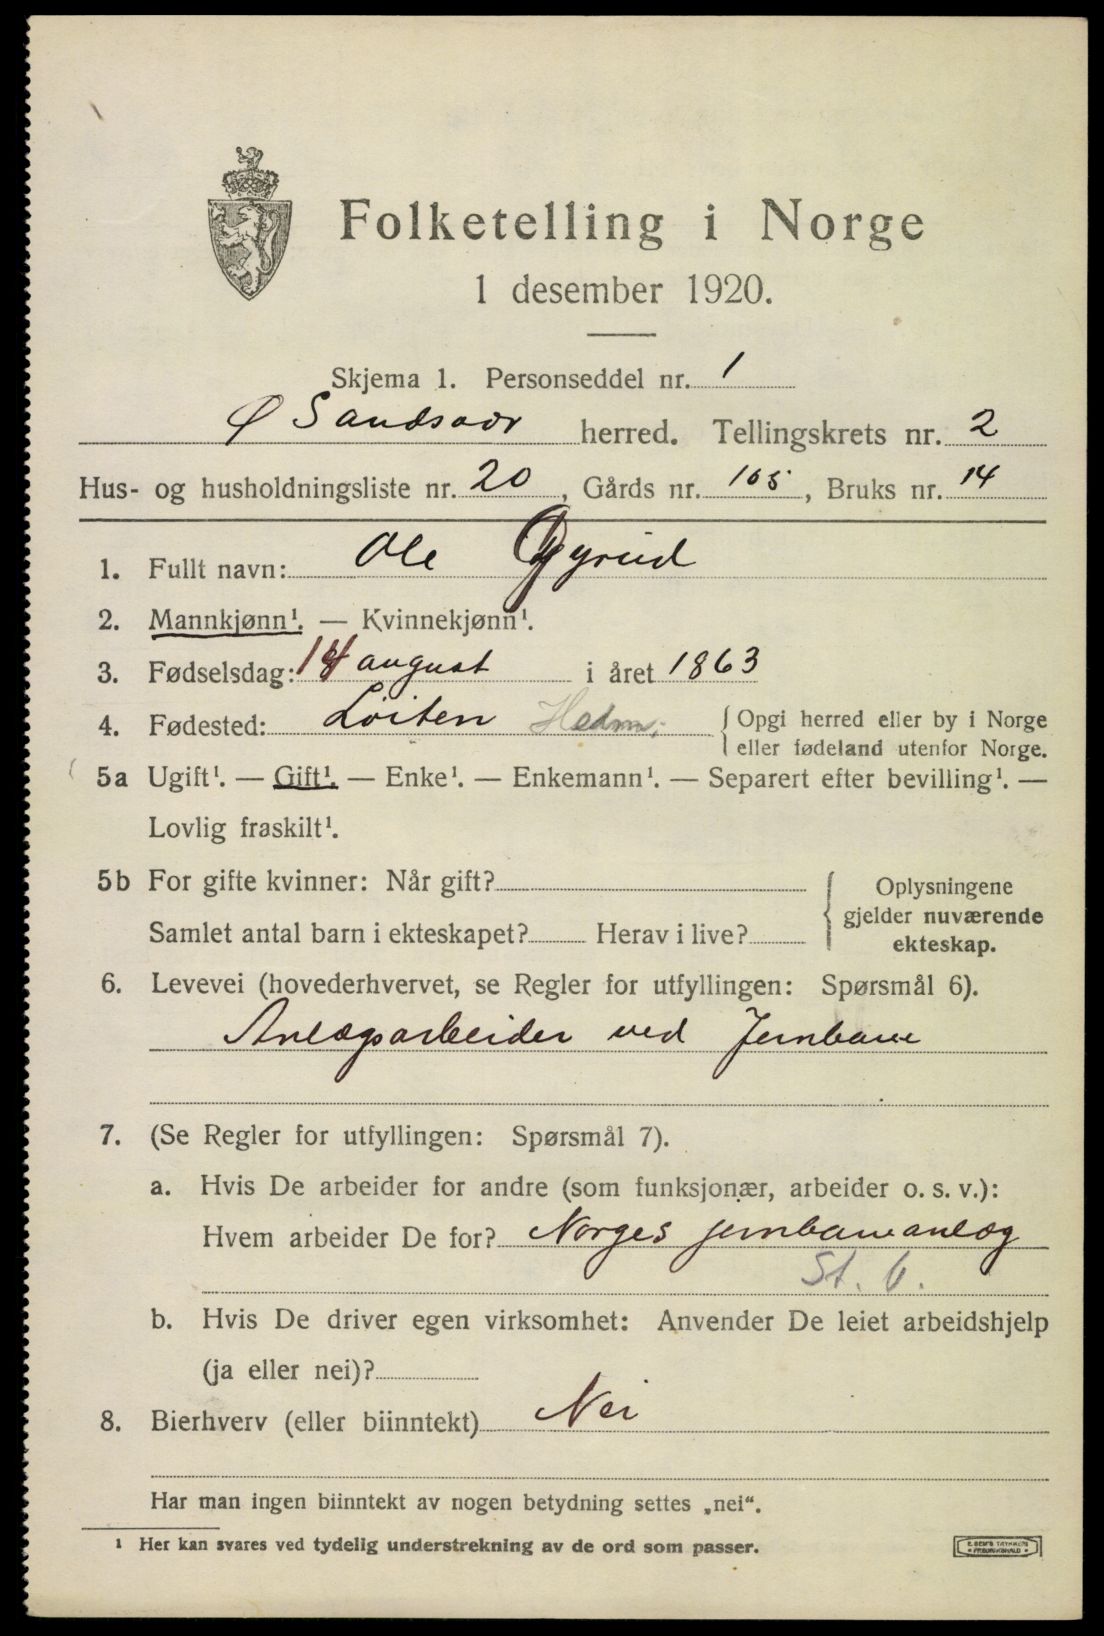 Folketelling i Norge
1 desember 1920.
Skjema 1. Personseddel nr. 1
Ø Sandsvær herred. Tellingskrets nr. 2
Hus- og husholdningsliste nr. 20, Gårds nr. 105, Bruks nr. 14
1. Fullt navn: Ole
2. Mannkjønn¹. — Kvinnekjønn¹.
3. Fødselsdag: august i året 1863
4. Fødested: Löiten Hedm. { Opgi herred eller by i Norge
eller fødeland utenfor Norge.
5a Ugift¹. — Gift¹. — Enke¹. — Enkemann¹. — Separert efter bevilling¹. —
Lovlig fraskilt¹.
5b For gifte kvinner: Når gift?
Samlet antal barn i ekteskapet? Herav i live?
{ Oplysningene
gjelder nuværende
ekteskap.
6. Levevei (hovederhvervet, se Regler for utfyllingen: Spørsmål 6).
Anlægsarbeider ved Jernbane
7. (Se Regler for utfyllingen: Spørsmål 7).
a. Hvis De arbeider for andre (som funksjonær, arbeider o. s. v.):
Hvem arbeider De for? Norges jernbaneanlæg
St. b.
b. Hvis De driver egen virksomhet: Anvender De leiet arbeidshjelp
(ja eller nei)?
8. Bierhverv (eller biinntekt) Nei
Har man ingen biinntekt av nogen betydning settes „nei“.
¹ Her kan svares ved tydelig understrekning av de ord som passer.